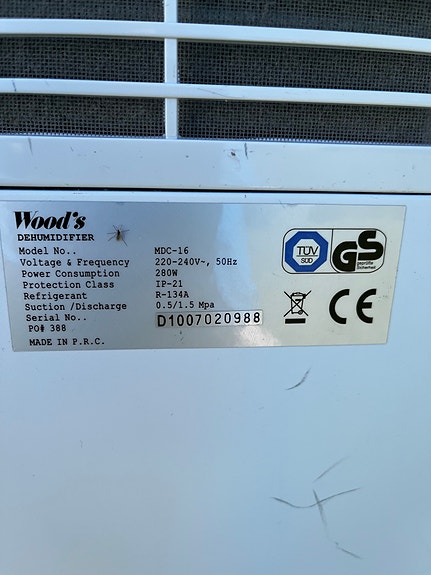 Wood's
DEHUMIDIFIER
Model No.. MDC-16
Voltage & Frequency 220-240V~, 50Hz
Power Consumption 280W
Protection Class IP-21
Refrigerant R-134A
Suction /Discharge 0.5/1.5 Mpa
Serial No.. D1007020988
PO# 388
MADE IN P.R.C.
TÜV
SÜD
GS
geprüfte
Sicherheit
CE